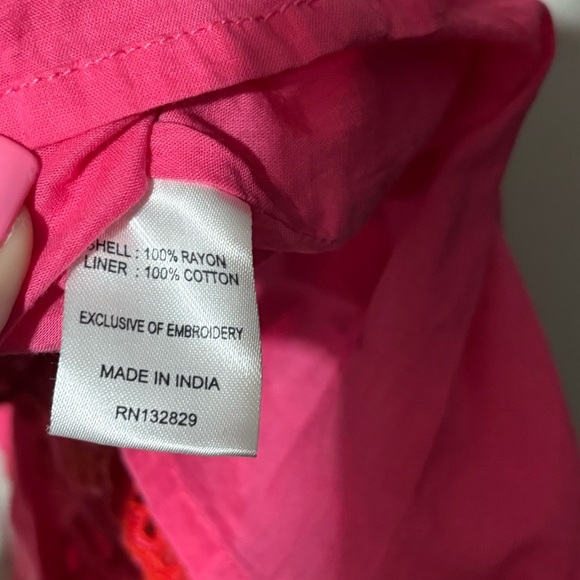 SHELL : 100% RAYON
LINER : 100% COTTON
EXCLUSIVE OF EMBROIDERY
MADE IN INDIA
RN132829